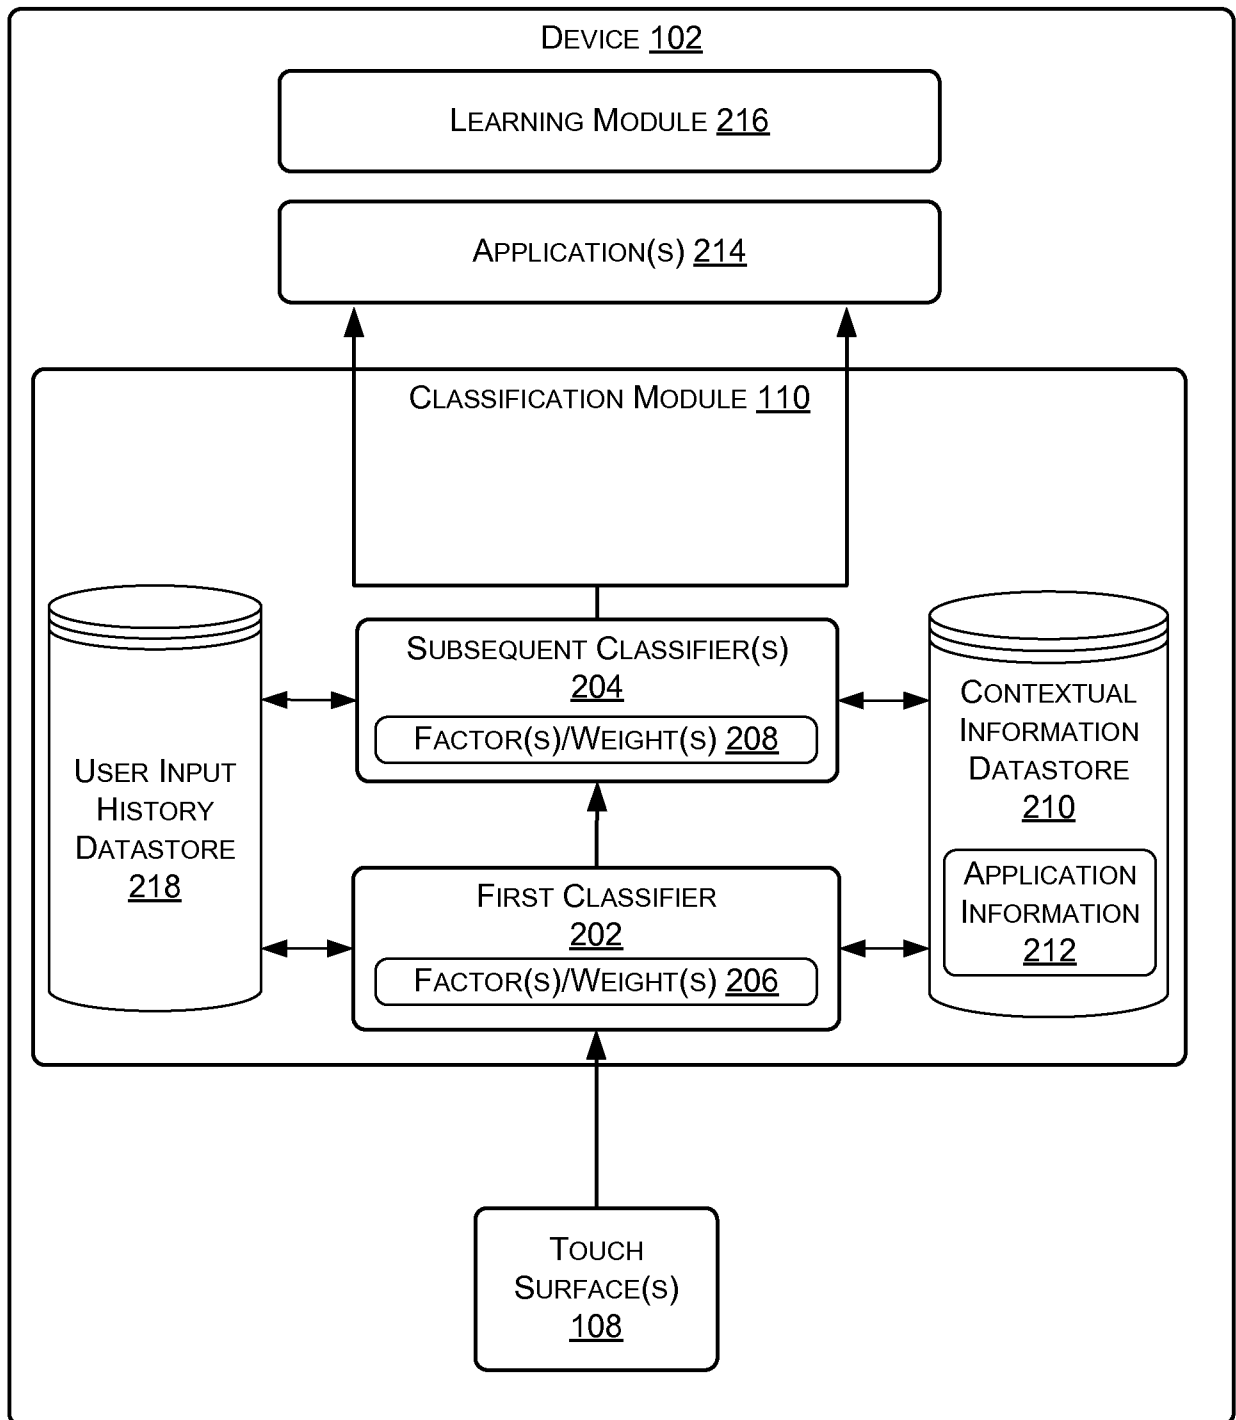 DEVICE 102
LEARNING MODULE 216
APPLICATION(S) 214
CLASSIFICATION MODULE 110
SUBSEQUENT CLASSIFIER(S)
204
FACTOR(S)/WEIGHT(S) 208
CONTEXTUAL
INFORMATION
DATASTORE
210
USER INPUT
HISTORY
DATASTORE
218
APPLICATION
INFORMATION
212
FIRST CLASSIFIER
202
FACTOR(S)/WEIGHT(S) 206
TOUCH
SURFACE(S)
108